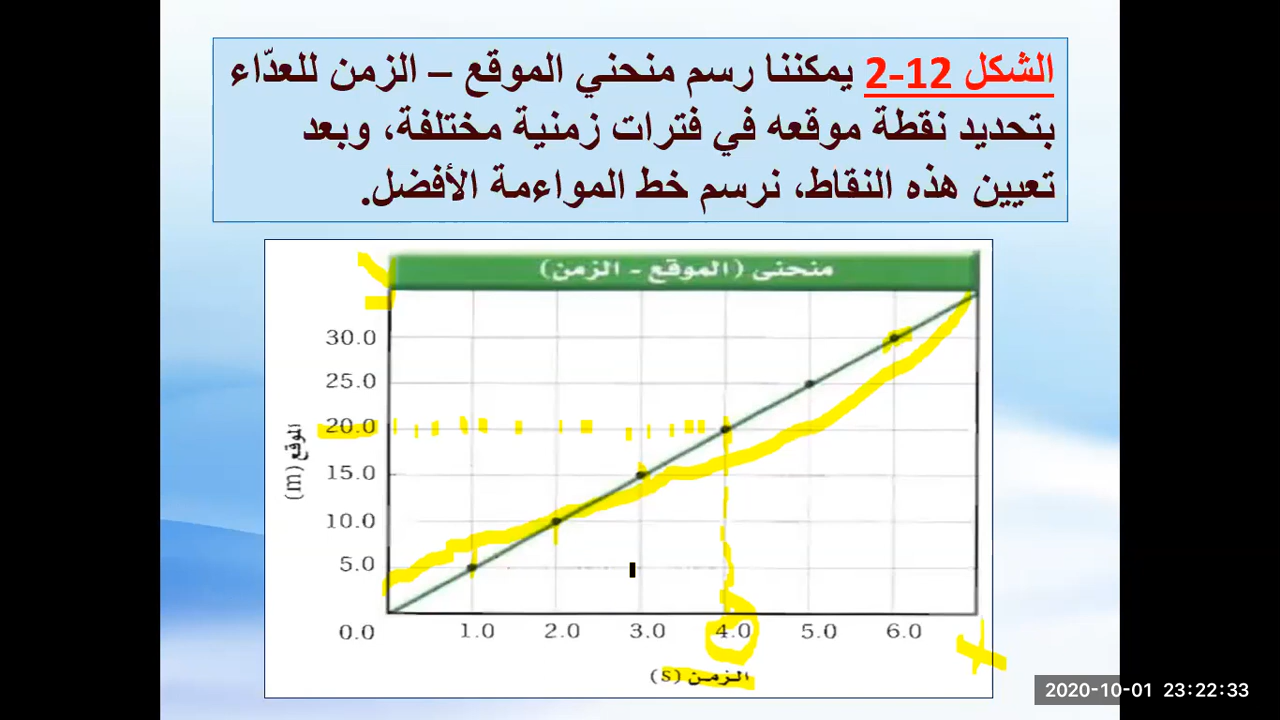 الشكل 12-2 يمكننا رسم منحني الموقع – الزمن للعدّاء
بتحديد نقطة موقعه في فترات زمنية مختلفة، وبعد
تعيين هذه النقاط، نرسم خط المواءمة الأفضل.
منحنى (الموقع - الزمن)
30.0
25.0
20.0
15.0
10.0
5.0
الموقع (m)
0.0 1.0 2.0 3.0 4.0 5.0 6.0
الزمن (s)
2020-10-01 23:22:33